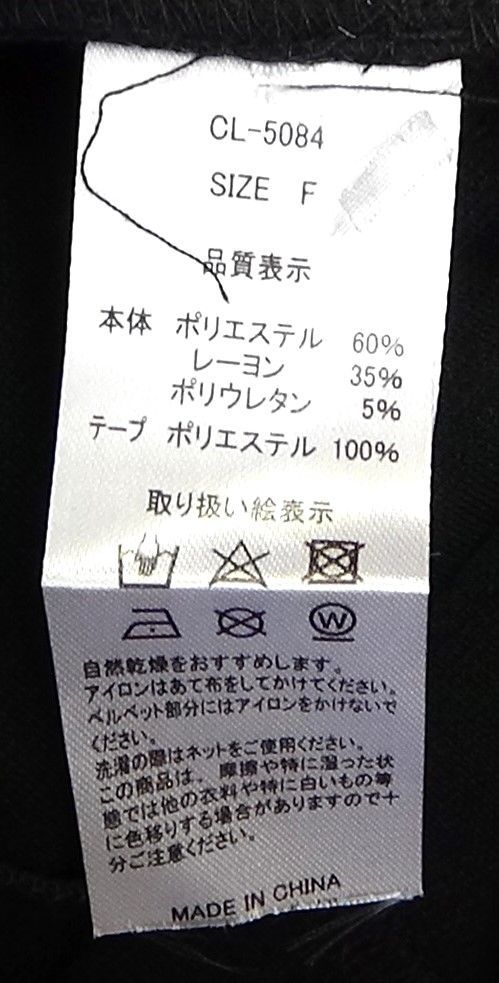 CL-5084
SIZE F
品質表示
本体 ポリエステル 60%
レーヨン 35%
ポリウレタン 5%
テープ ポリエステル 100%
取り扱い絵表示
W
自然乾燥をおすすめします。
アイロンはあて布をしてかけてください。
ベルベット部分にはアイロンをかけないで
ください。
洗濯の際はネットをご使用ください。
この商品は、摩擦や特に湿った状
態では他の衣料や特に白いもの等
に色移りする場合がありますので十
分ご注意ください。
MADE IN CHINA